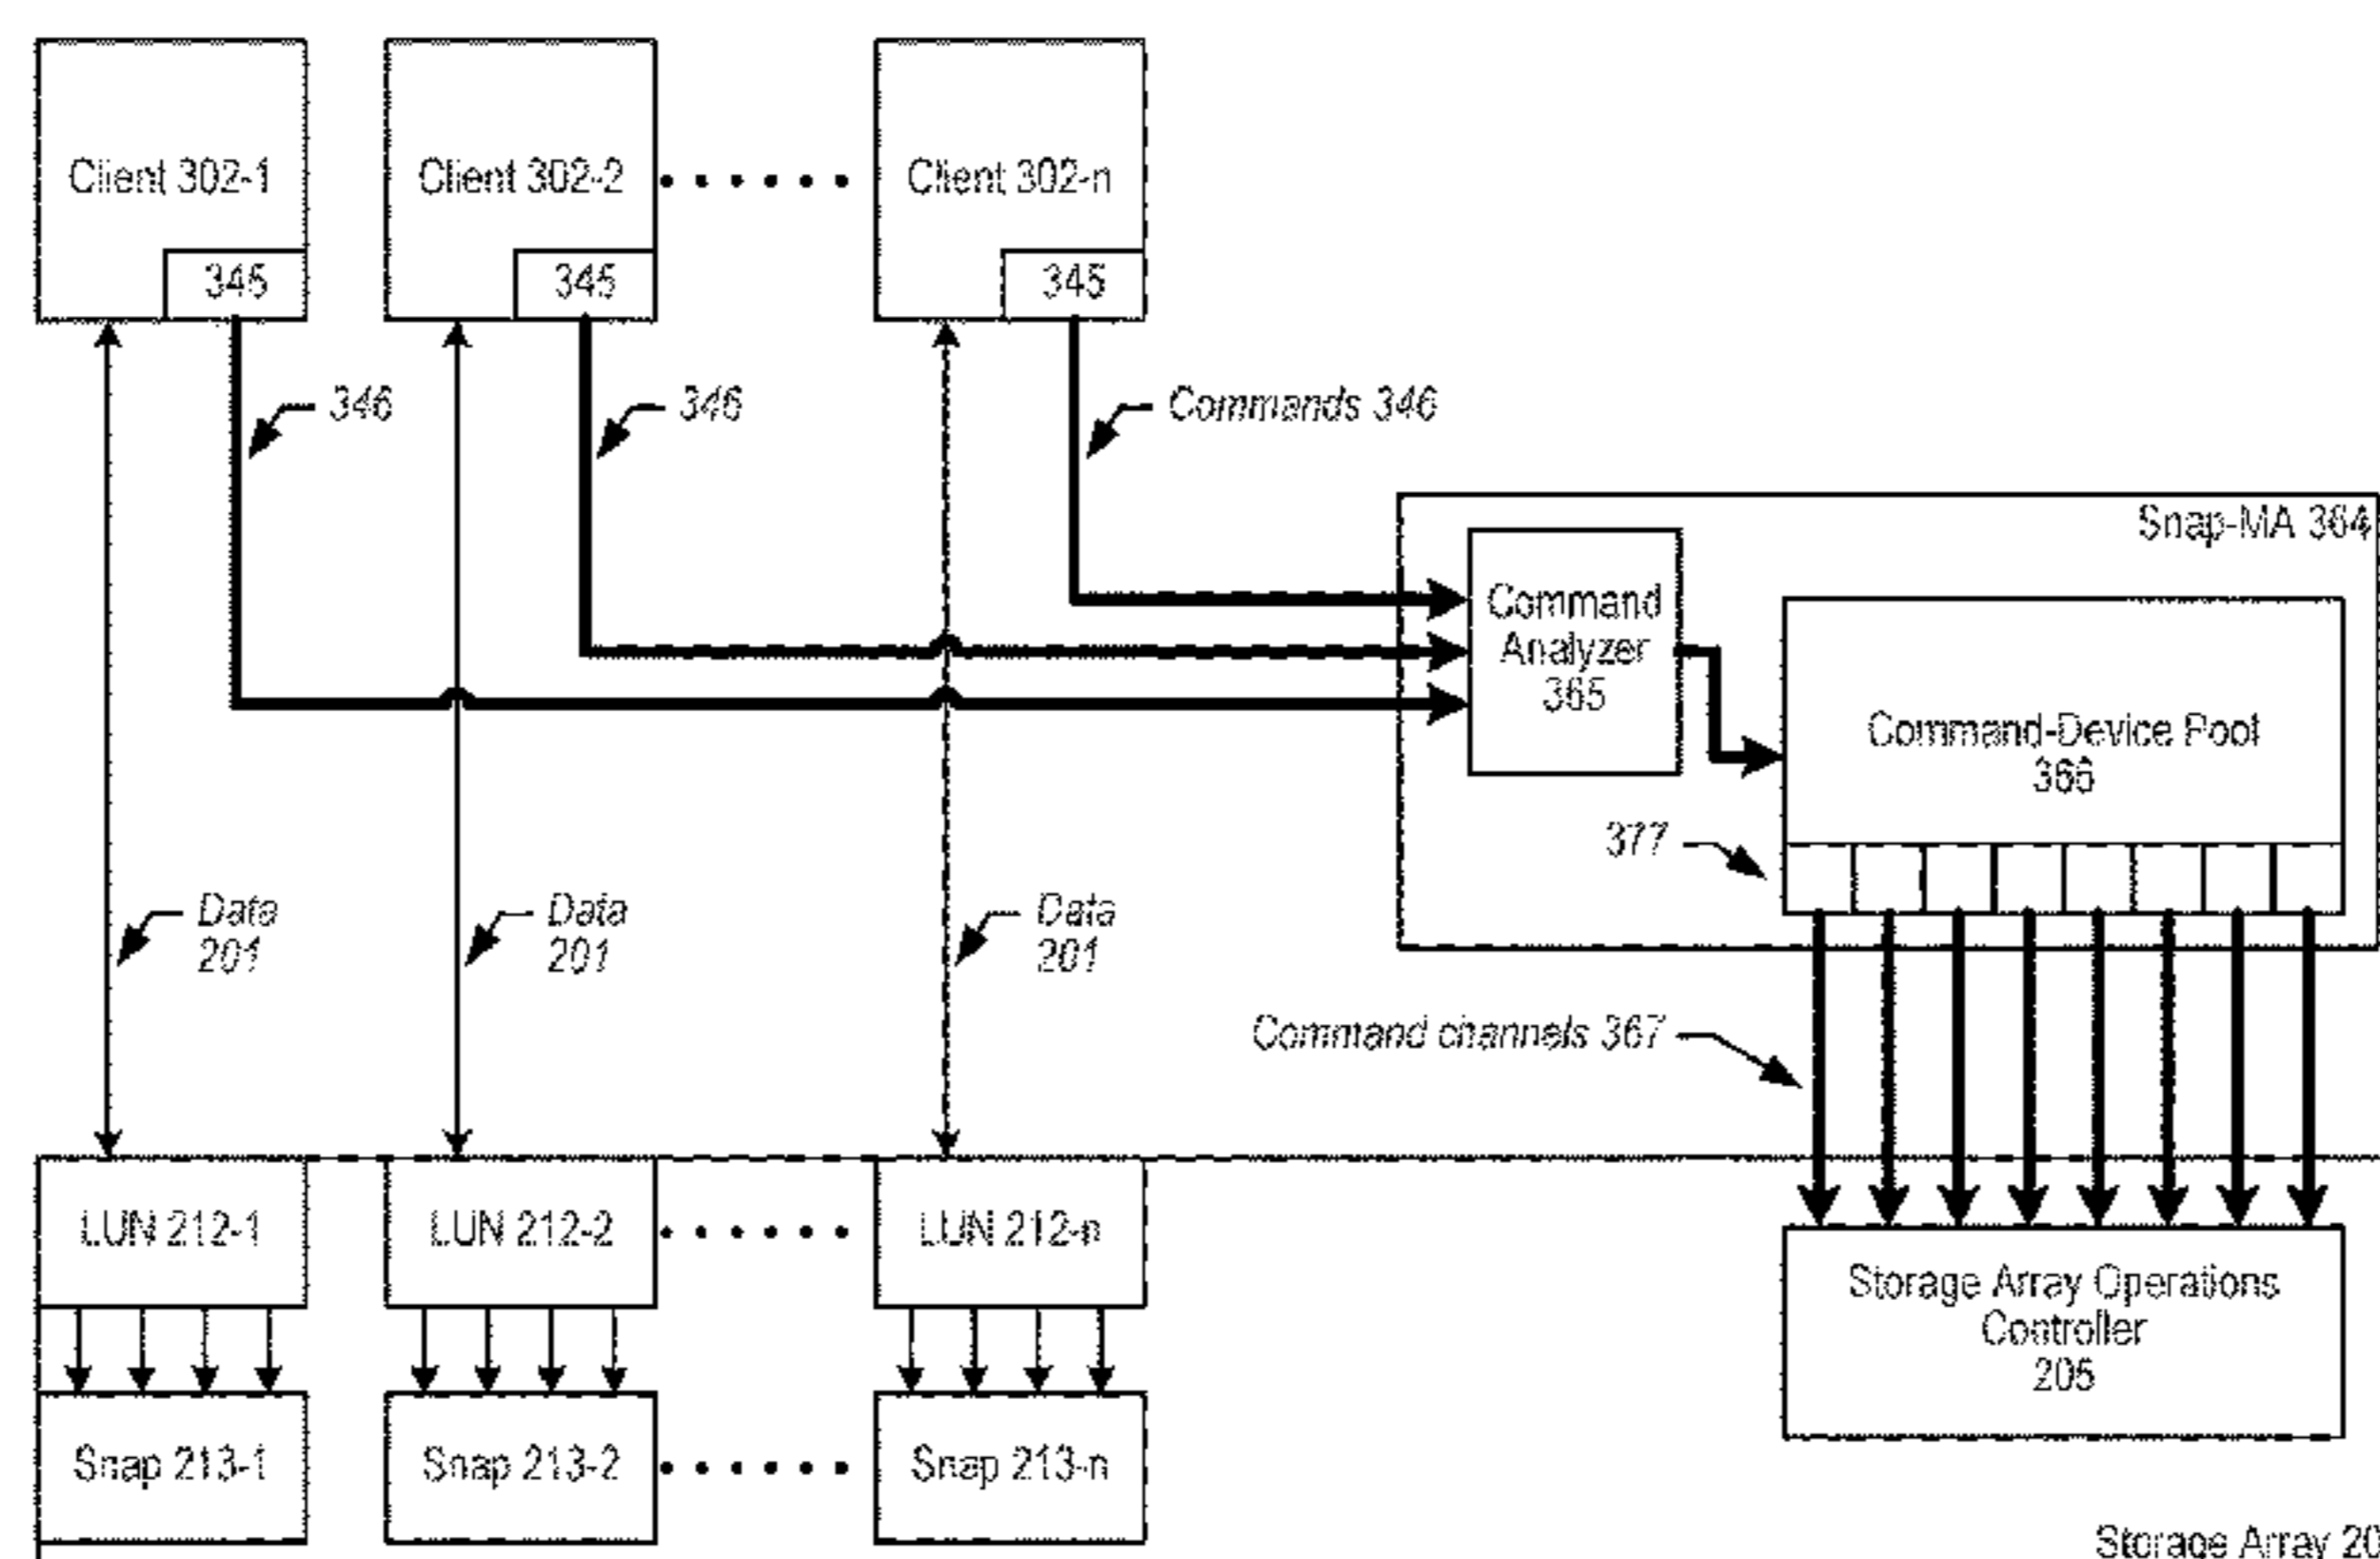 Client 302-1
Client 302-2
Client 302-n
345
345
345
346
346
Commands 346
Snap-MA 364
Command
Analyzer
365
Command-Device Pool
366
377
Data
201
Data
201
Data
201
Command channels 367
LUN 212-1
LUN 212-2
LUN 212-n
Storage Array Operations
Controller
205
Snap 213-1
Snap 213-2
Snap 213-n
Storage Array